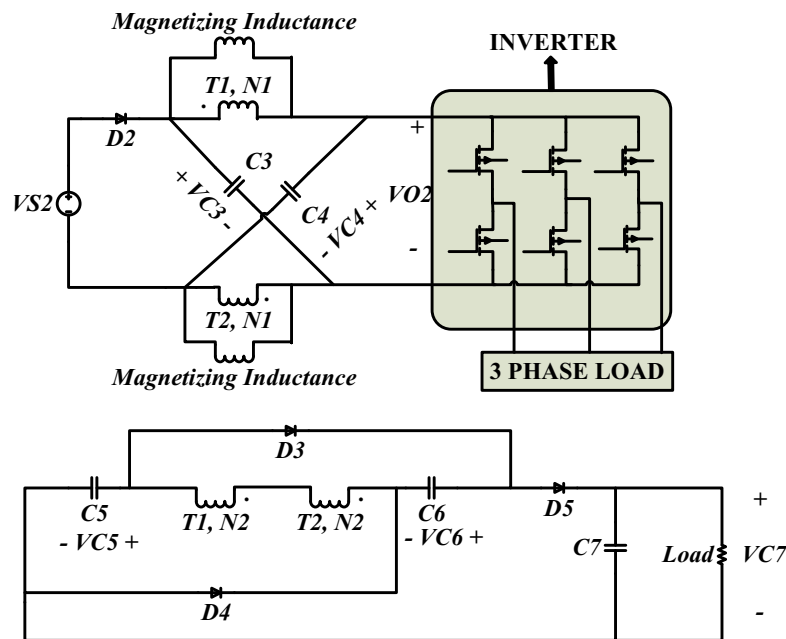 Magnetizing Inductance
INVERTER
T1, N1
D2
+
C3
+ VC3 -
VS2
C4
- VC4 +
VO2
-
T2, N1
Magnetizing Inductance
3 PHASE LOAD
D3
C5
T1, N2
T2, N2
C6
D5
- VC5 +
- VC6 +
+
C7
Load
VC7
D4
-